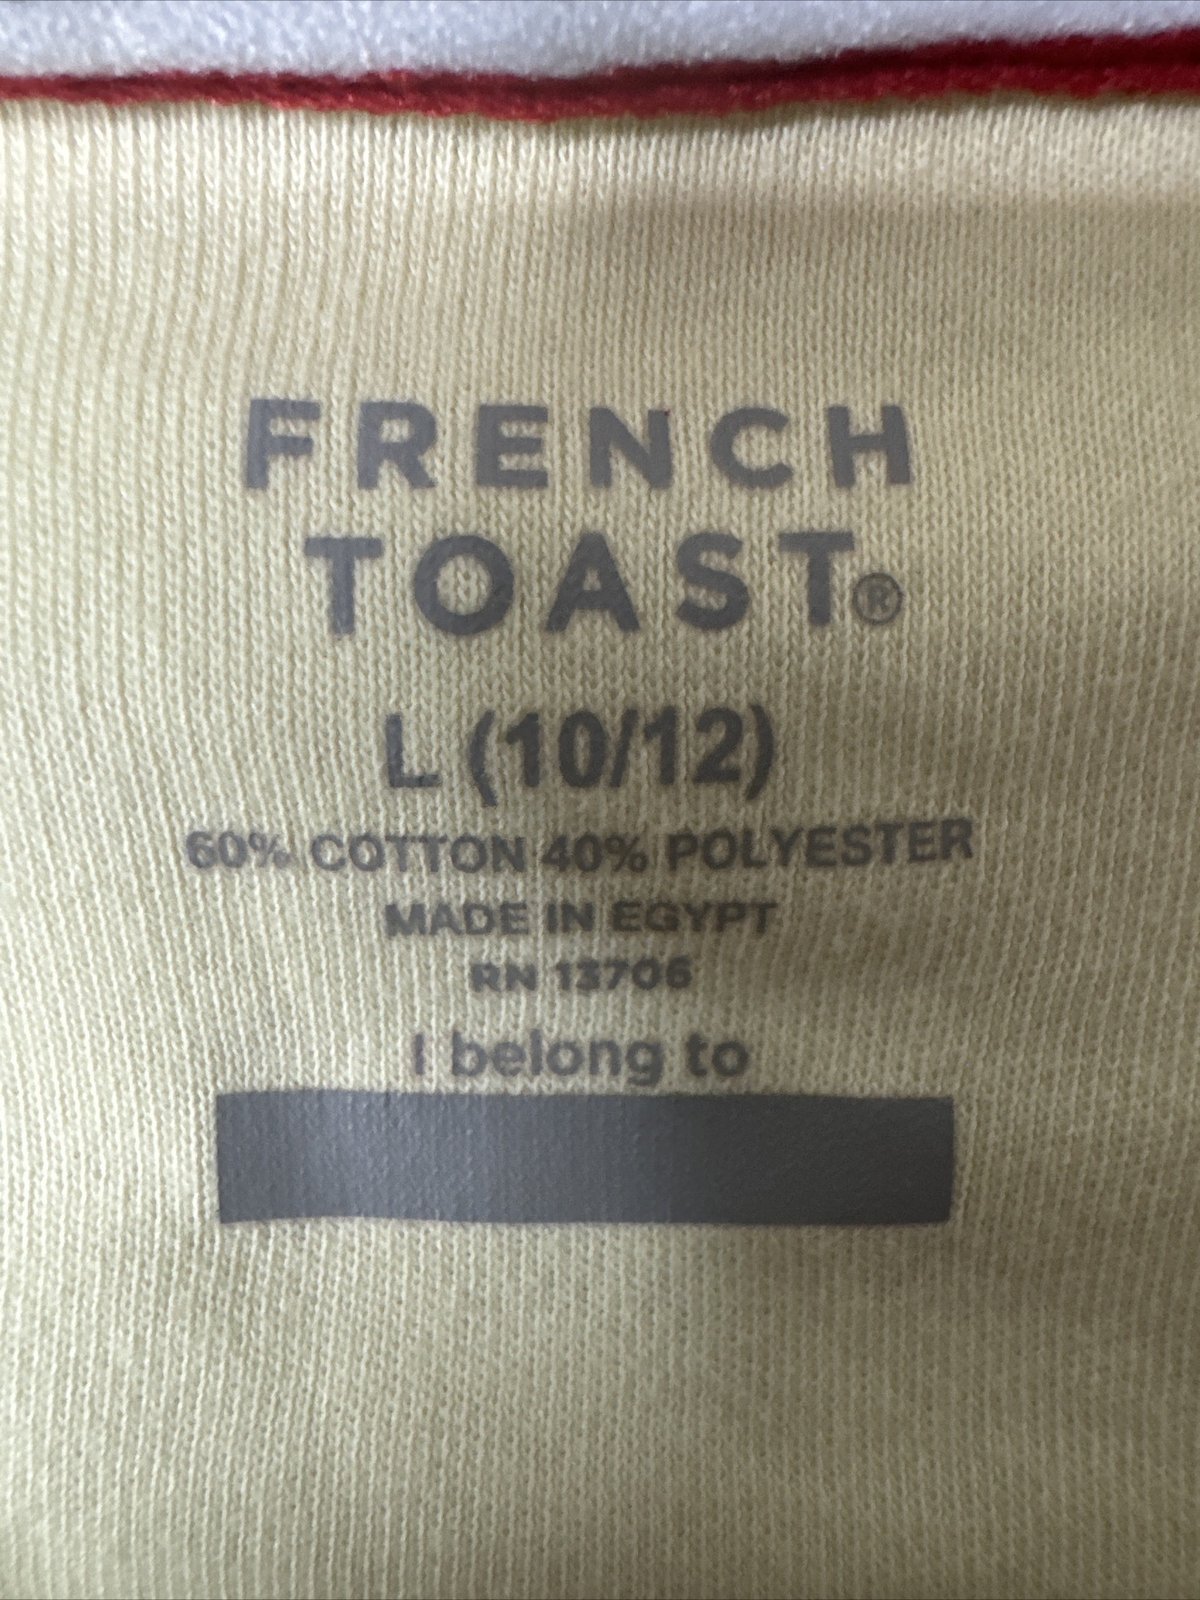 FRENCH
TOAST®
L (10/12)
60% COTTON 40% POLYESTER
MADE IN EGYPT
RN 13706
I belong to